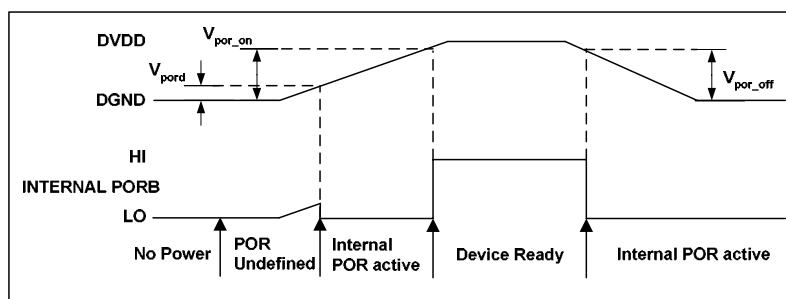 DVDD
Vpor_on
Vpord
DGND
Vpor_off
HI
INTERNAL PORB
LO
No Power
POR
Undefined
Internal
POR active
Device Ready
Internal POR active